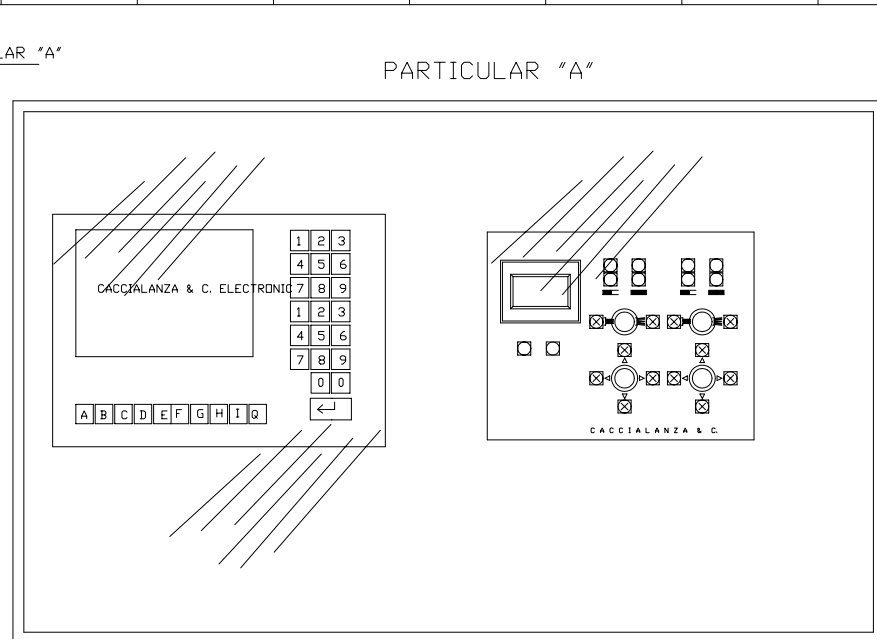 LAR "A"
PARTICULAR "A"
1 2 3
4 5 6
CACCIALANZA & C. ELECTRONIC
7 8 9
1 2 3
4 5 6
7 8 9
0 0
A B C D E F G H I Q
CACCIALANZA & C.